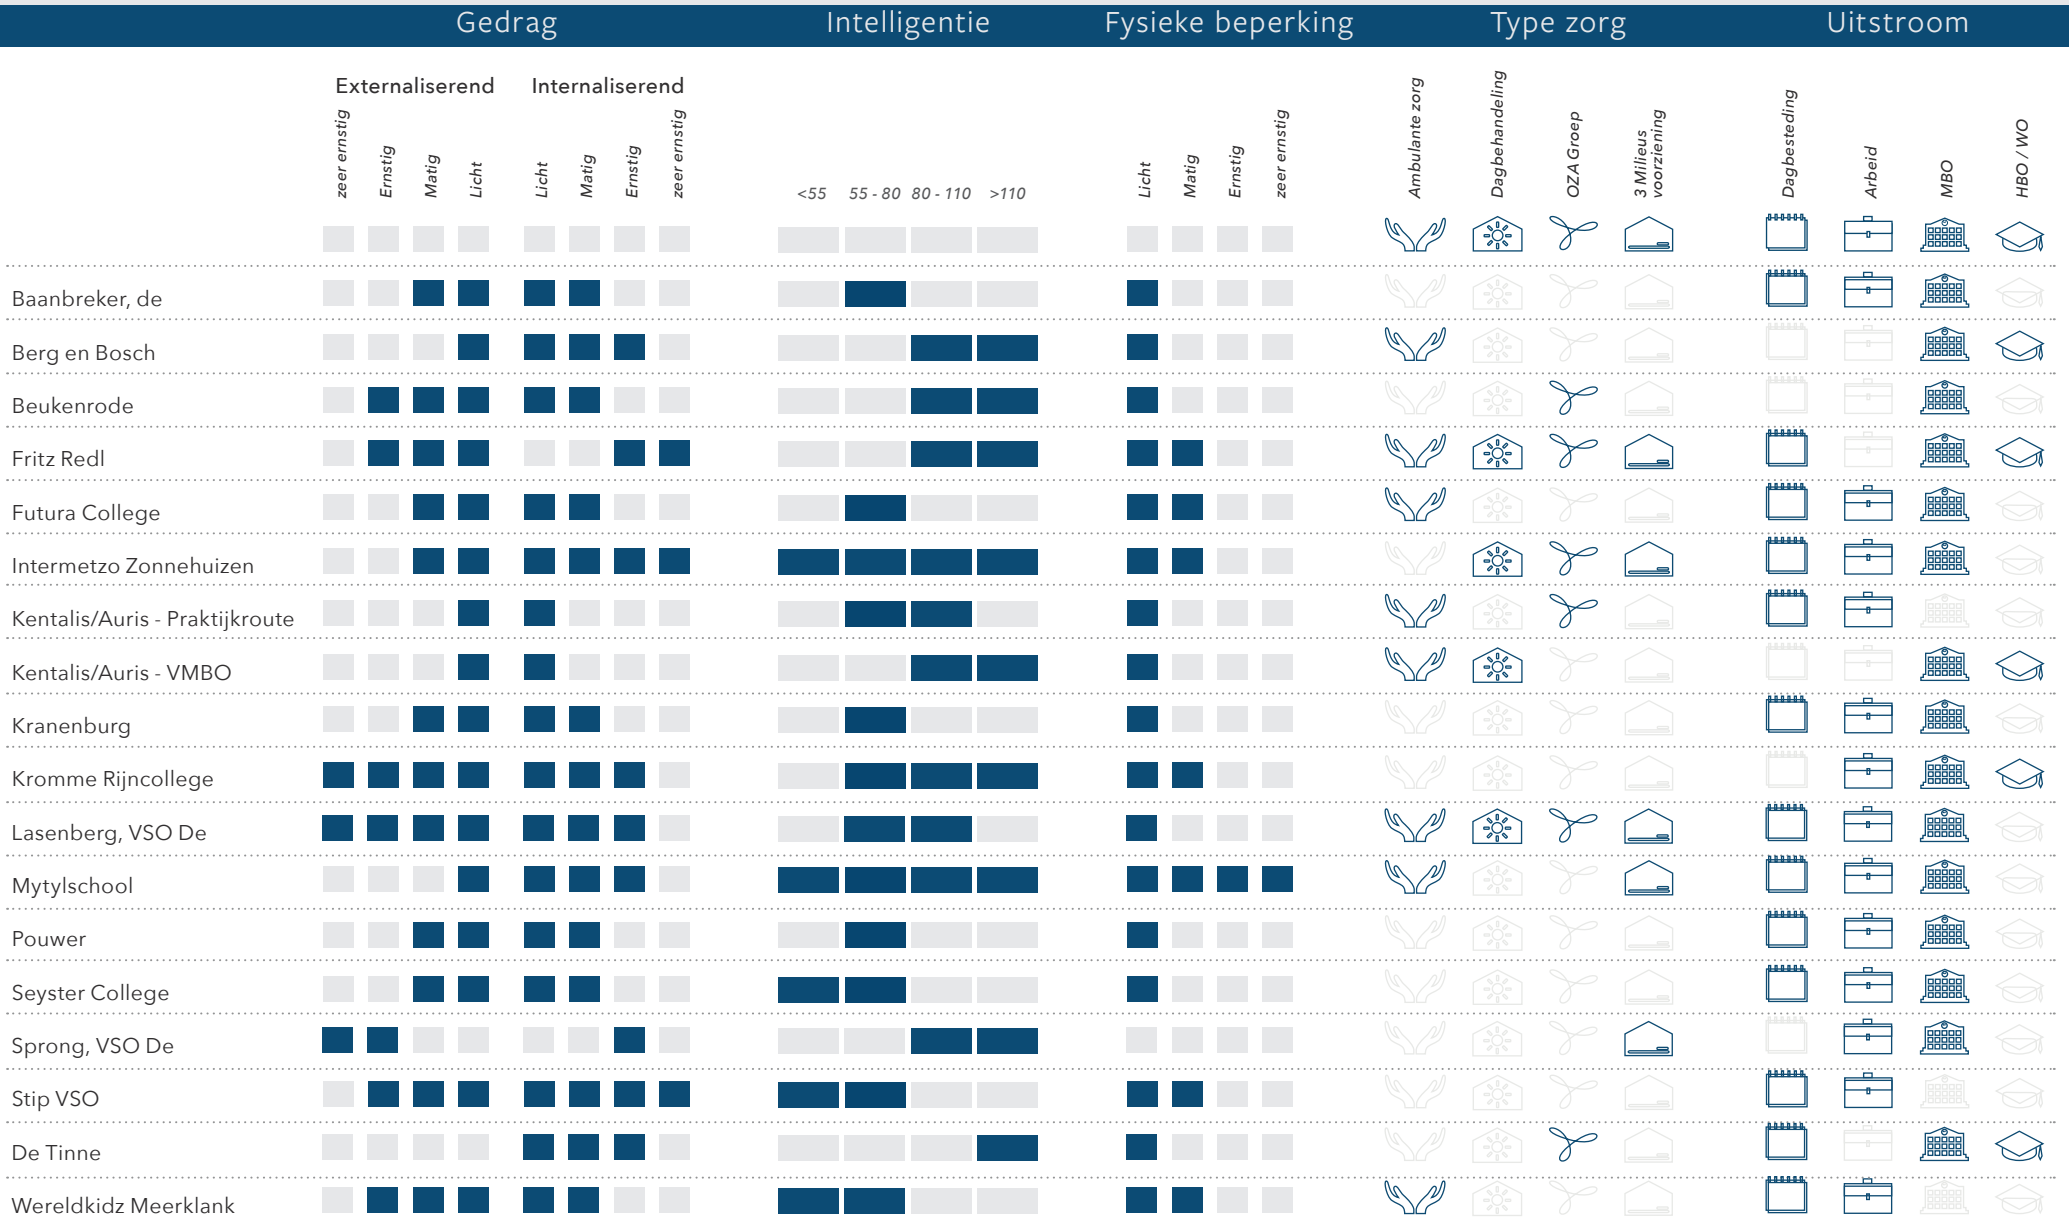 Gedrag Intelligentie Fysieke beperking Type zorg Uitstroom
Externaliserend Internaliserend
zeer ernstig Ernstig Matig Licht Licht Matig Ernstig zeer ernstig <55 55 - 80 80 - 110 >110 Licht Matig Ernstig zeer ernstig Ambulante zorg Dagbehandeling OZA Groep 3 Milieus voorziening Dagbesteding Arbeid MBO HBO / WO
Baanbreker, de
Berg en Bosch
Beukenrode
Fritz Redl
Futura College
Intermetzo Zonnehuizen
Kentalis/Auris - Praktijkroute
Kentalis/Auris - VMBO
Kranenburg
Kromme Rijncollege
Lasenberg, VSO De
Mytylschool
Pouwer
Seyster College
Sprong, VSO De
Stip VSO
De Tinne
Wereldkidz Meerklank